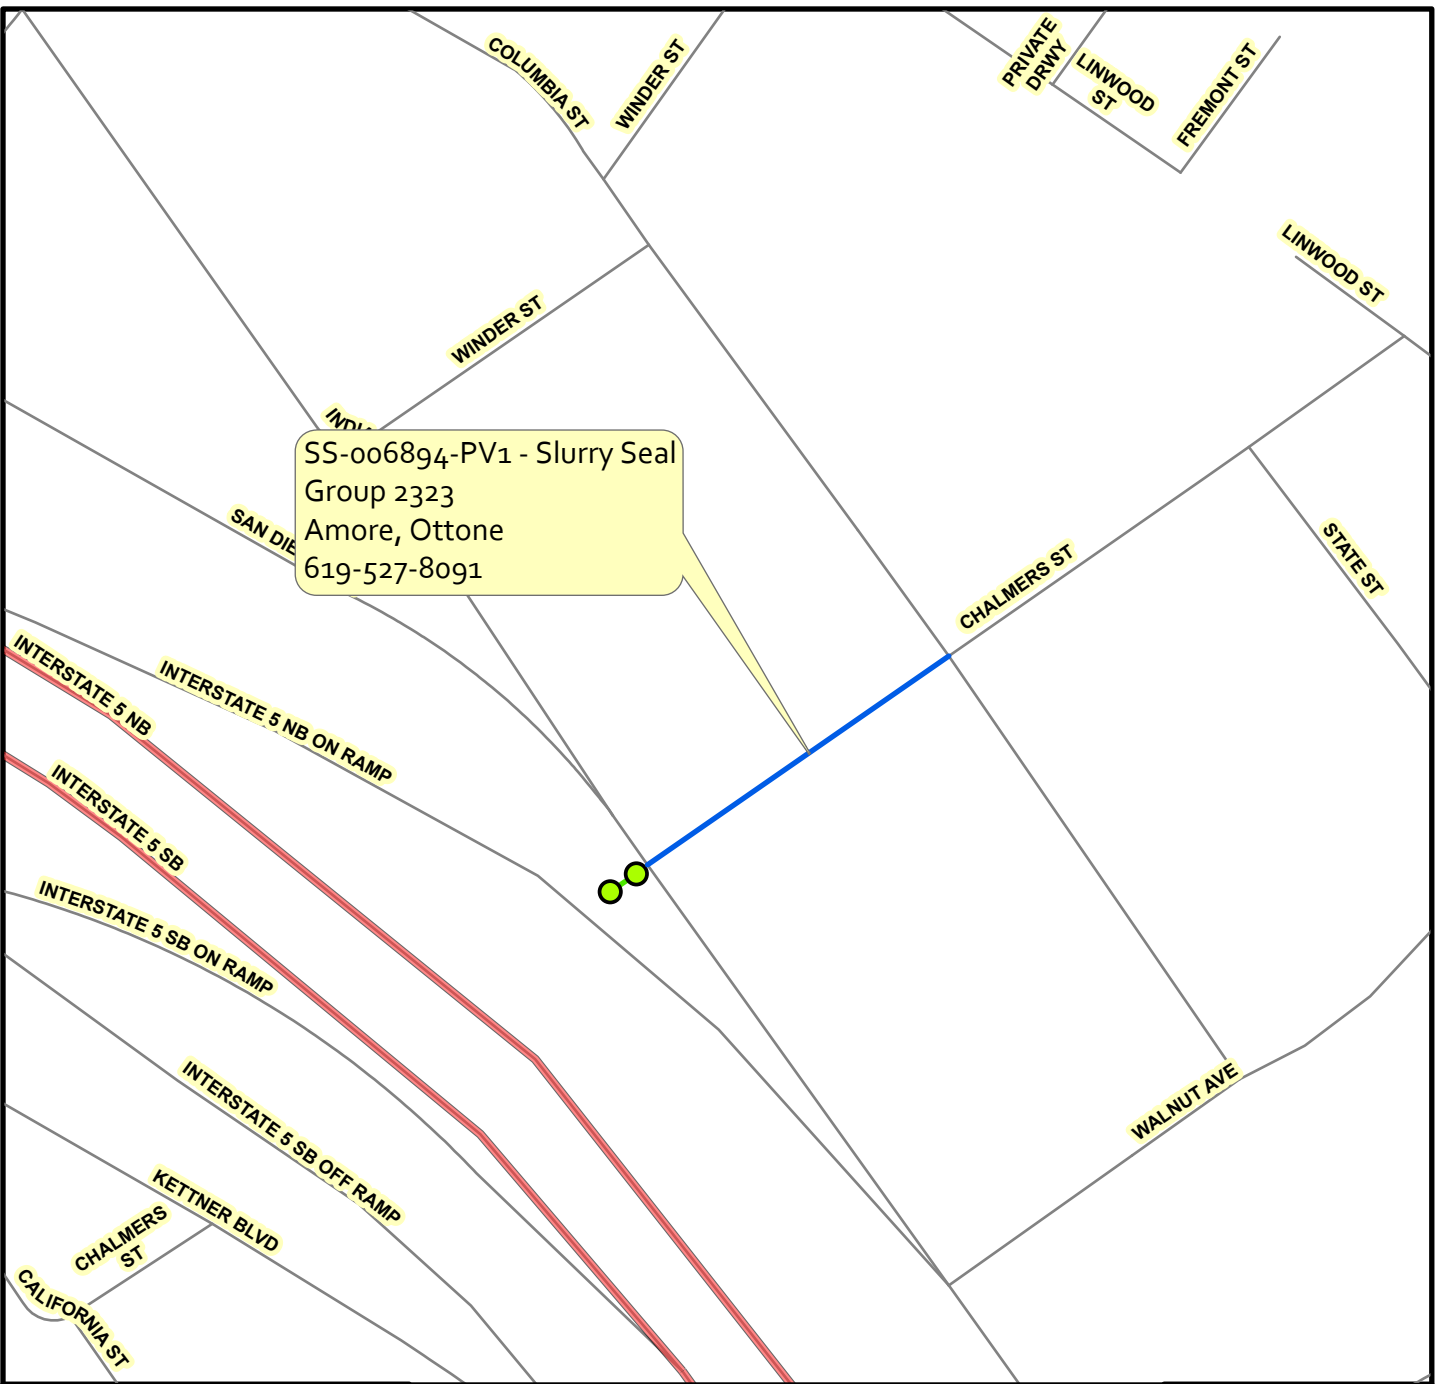 COLUMBIA ST
WINDER ST
PRIVATE
DRWY
LINWOOD
ST
FREMONT ST
LINWOOD ST
WINDER ST
SS-006894-PV1 - Slurry Seal
Group 2323
Amore, Ottone
619-527-8091
STATE ST
CHALMERS ST
INTERSTATE 5 NB
INTERSTATE 5 NB ON RAMP
INTERSTATE 5 SB
INTERSTATE 5 SB ON RAMP
INTERSTATE 5 SB OFF RAMP
WALNUT AVE
KETTNER BLVD
CHALMERS
ST
CALIFORNIA ST
SAN